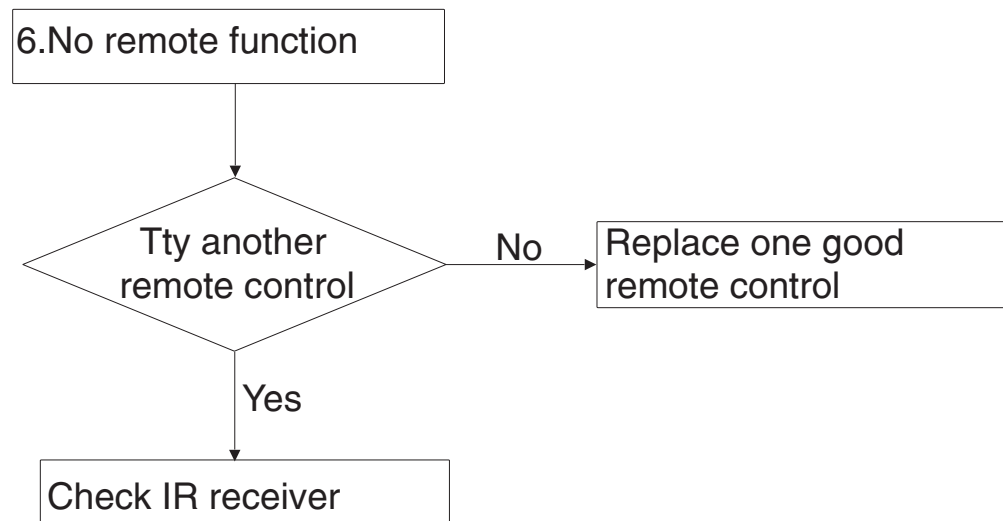 6.No remote function
Tty another
remote control
No
Replace one good
remote control
Yes
Check IR receiver